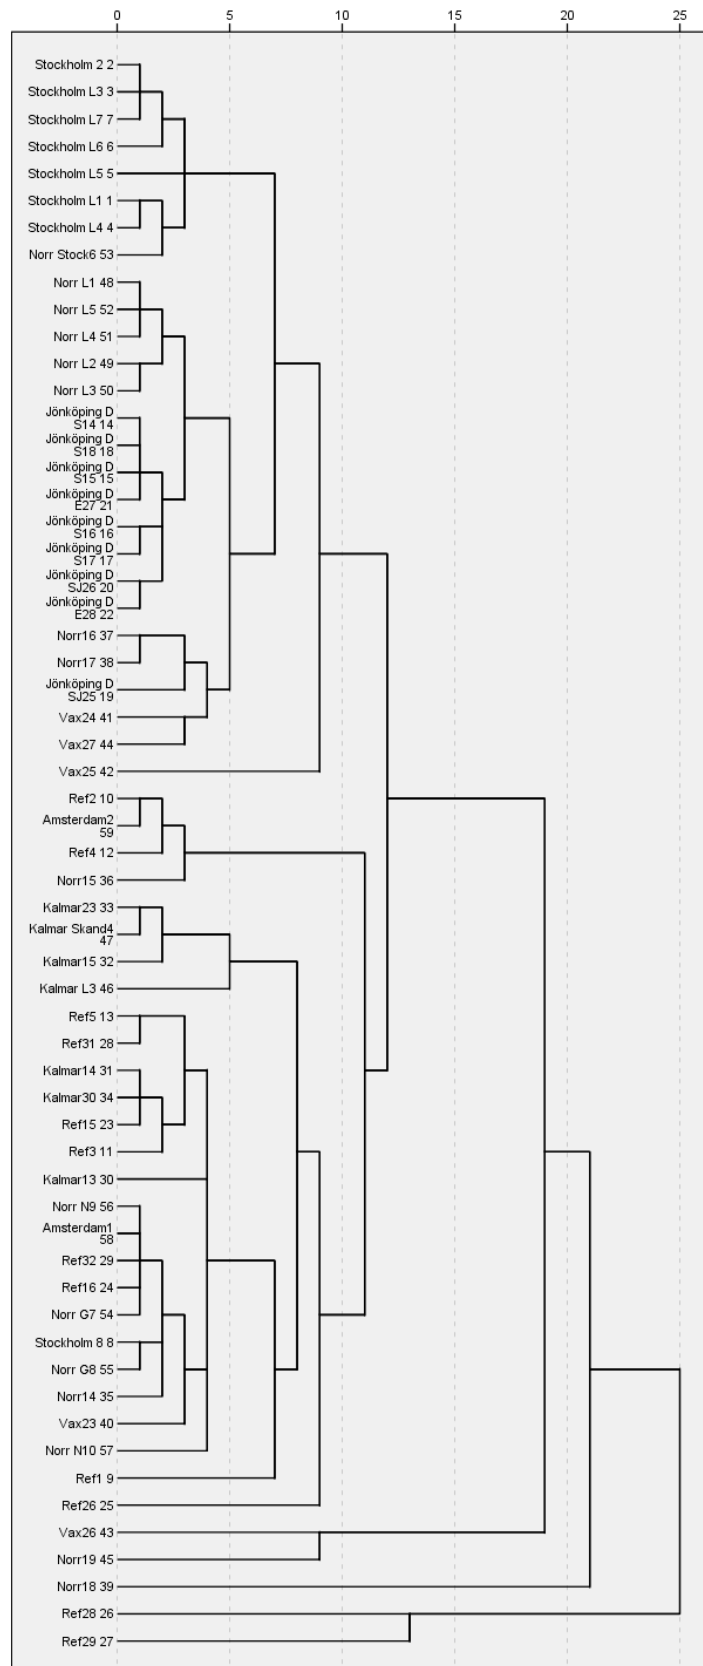 0 5 10 15 20 25
Stockholm 2 2
Stockholm L3 3
Stockholm L7 7
Stockholm L6 6
Stockholm L5 5
Stockholm L1 1
Stockholm L4 4
Norr Stock6 53
Norr L1 48
Norr L5 52
Norr L4 51
Norr L2 49
Norr L3 50
Jönköping D
S14 14
Jönköping D
S18 18
Jönköping D
S15 15
Jönköping D
E27 21
Jönköping D
S16 16
Jönköping D
S17 17
Jönköping D
SJ26 20
Jönköping D
E28 22
Norr16 37
Norr17 38
Jönköping D
SJ25 19
Vax24 41
Vax27 44
Vax25 42
Ref2 10
Amsterdam2
59
Ref4 12
Norr15 36
Kalmar23 33
Kalmar Skand4
47
Kalmar15 32
Kalmar L3 46
Ref5 13
Ref31 28
Kalmar14 31
Kalmar30 34
Ref15 23
Ref3 11
Kalmar13 30
Norr N9 56
Amsterdam1
58
Ref32 29
Ref16 24
Norr G7 54
Stockholm 8 8
Norr G8 55
Norr14 35
Vax23 40
Norr N10 57
Ref1 9
Ref26 25
Vax26 43
Norr19 45
Norr18 39
Ref28 26
Ref29 27